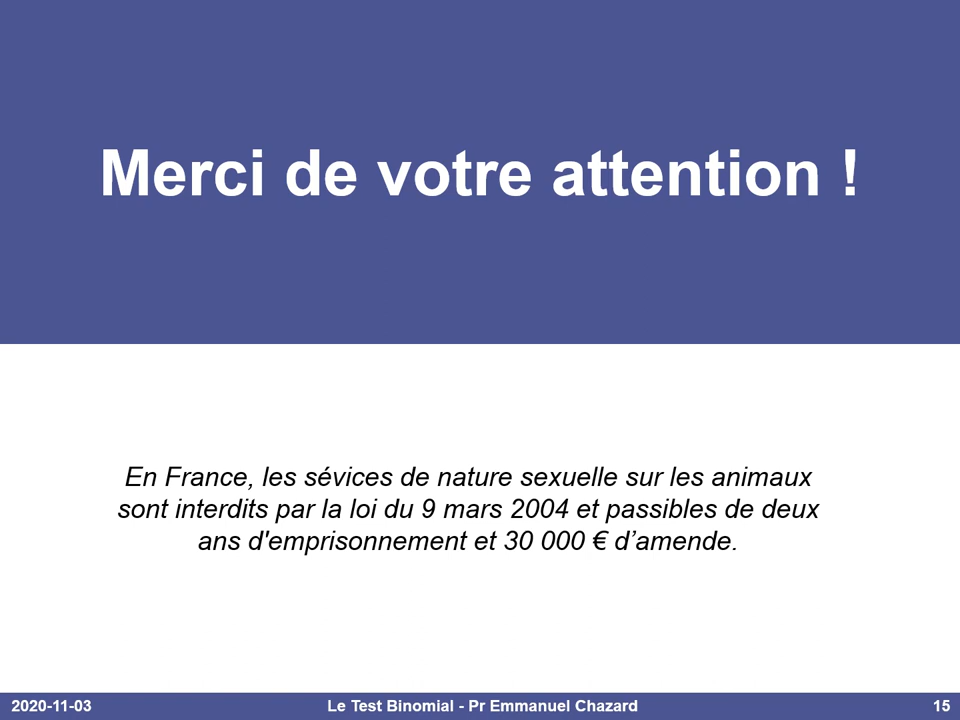 Merci de votre attention !
En France, les sévices de nature sexuelle sur les animaux
sont interdits par la loi du 9 mars 2004 et passibles de deux
ans d'emprisonnement et 30 000 € d’amende.
2020-11-03 Le Test Binomial - Pr Emmanuel Chazard 15